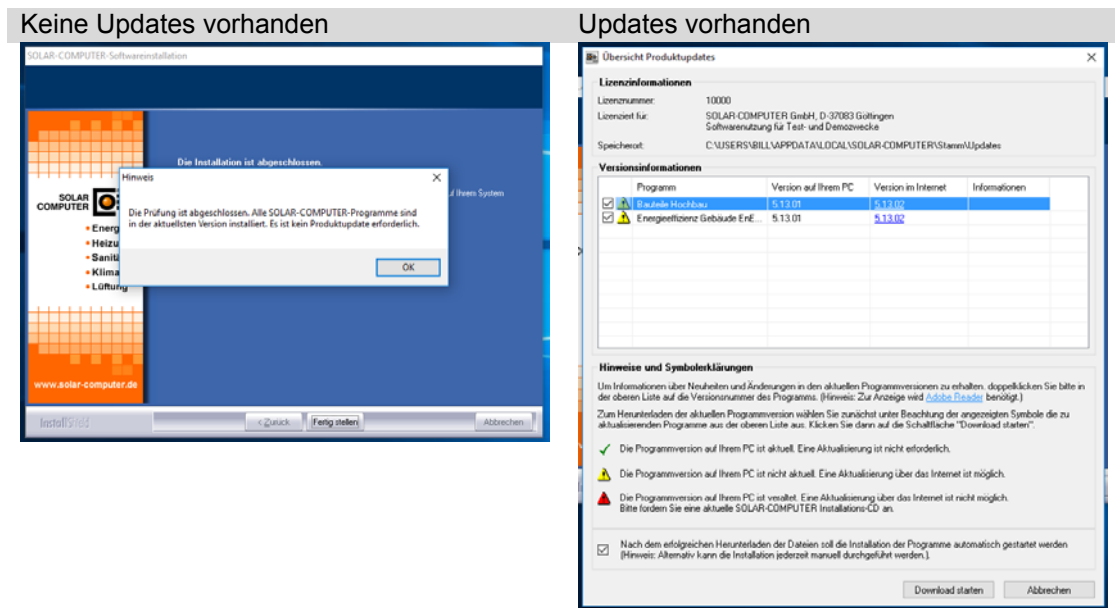 Keine Updates vorhanden
SOLAR-COMPUTER-Softwareinstallation
Die Installation ist abgeschlossen.
f Ihrem System
Hinweis
Die Prüfung ist abgeschlossen. Alle SOLAR-COMPUTER-Programme sind
in der aktuellsten Version installiert. Es ist kein Produktupdate erforderlich.
OK
SOLAR
COMPUTER
• Energ
• Heizu
• Sanitä
• Klima
• Lüftung
www.solar-computer.de
InstallShield
< Zurück
Fertig stellen
Abbrechen
Updates vorhanden
Übersicht Produktupdates
Lizenzinformationen
Lizenznummer: 10000
Lizenziert für: SOLAR-COMPUTER GmbH, D-37083 Göttingen
Softwarenutzung für Test- und Demozwecke
Speicherort: C:\USERS\BILL\APPDATA\LOCAL\SOLAR-COMPUTER\Stamm\Updates
Versionsinformationen
Programm Version auf Ihrem PC Version im Internet Informationen
Bauteile Hochbau 5.13.01 5.13.02
Energieeffizienz Gebäude EnE... 5.13.01 5.13.02
Hinweise und Symbolerklärungen
Um Informationen über Neuheiten und Änderungen in den aktuellen Programmversionen zu erhalten. doppelklicken Sie bitte in
der oberen Liste auf die Versionsnummer des Programms. (Hinweis: Zur Anzeige wird Adobe Reader benötigt.)
Zum Herunterladen der aktuellen Programmversion wählen Sie zunächst unter Beachtung der angezeigten Symbole die zu
aktualisierenden Programme aus der oberen Liste aus. Klicken Sie dann auf die Schaltfläche "Download starten".
Die Programmversion auf Ihrem PC ist aktuell. Eine Aktualisierung ist nicht erforderlich.
Die Programmversion auf Ihrem PC ist nicht aktuell. Eine Aktualisierung über das Internet ist möglich.
Die Programmversion auf Ihrem PC ist veraltet. Eine Aktualisierung über das Internet ist nicht möglich.
Bitte fordern Sie eine aktuelle SOLAR-COMPUTER Installations-CD an.
Nach dem erfolgreichen Herunterladen der Dateien soll die Installation der Programme automatisch gestartet werden
(Hinweis: Alternativ kann die Installation jederzeit manuell durchgeführt werden.).
Download starten
Abbrechen